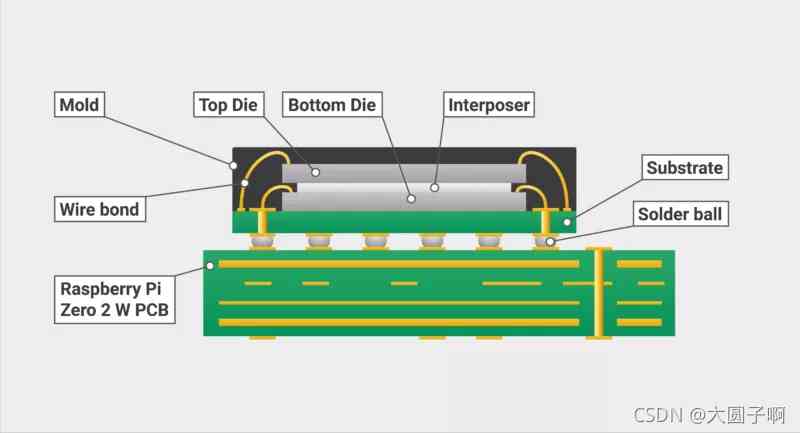 Mold
Top Die
Bottom Die
Interposer
Substrate
Wire bond
Solder ball
Raspberry Pi
Zero 2 W PCB
CSDN @大圆子啊